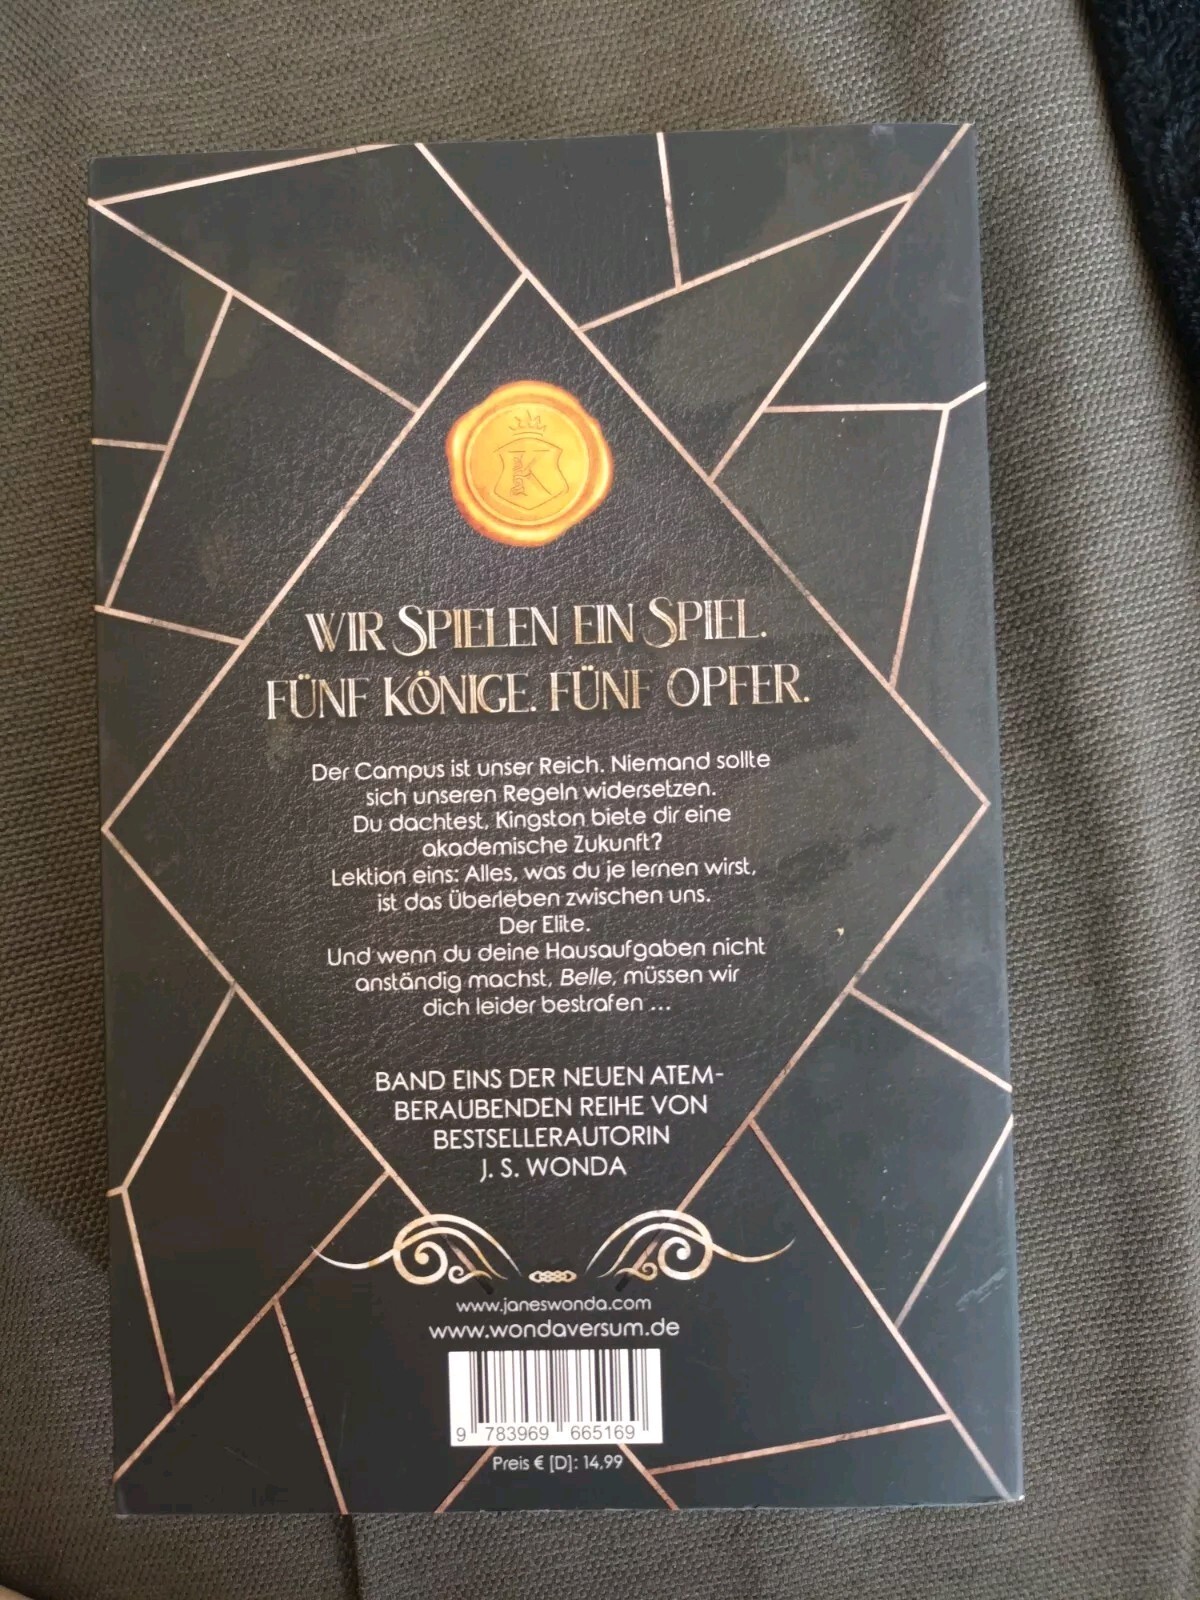 K
WIR SPIELEN EIN SPIEL.
FÜNF KÖNIGE. FÜNF OPFER.
Der Campus ist unser Reich. Niemand sollte
sich unseren Regeln widersetzen.
Du dachtest, Kingston biete dir eine
akademische Zukunft?
Lektion eins: Alles, was du je lernen wirst,
ist das Überleben zwischen uns.
Der Elite.
Und wenn du deine Hausaufgaben nicht
anständig machst, Belle, müssen wir
dich leider bestrafen ...
BAND EINS DER NEUEN ATEM-
BERAUBENDEN REIHE VON
BESTSELLERAUTORIN
J. S. WONDA
www.janeswonda.com
www.wondaversum.de
9 783969 665169
Preis € [D]: 14,99